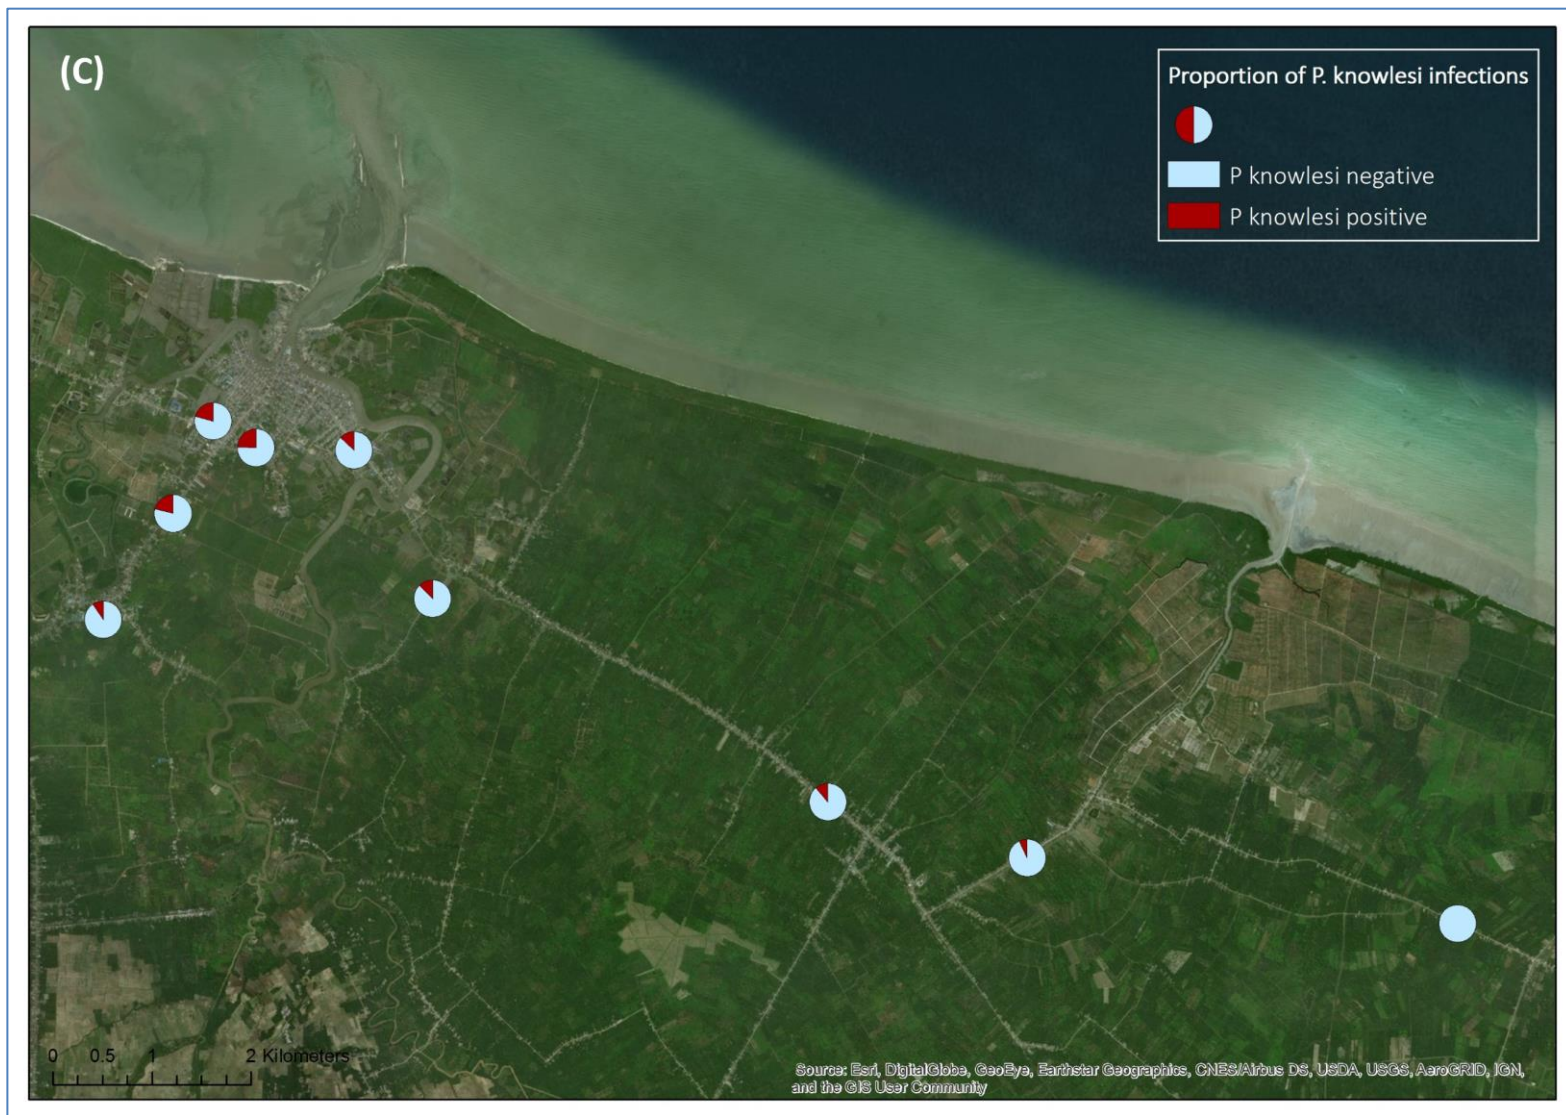 (C)
Proportion of P. knowlesi infections
P knowlesi negative
P knowlesi positive
0 0.5 1 2 Kilometers
Source: Esri, DigitalGlobe, GeoEye, Earthstar Geographics, CNES/Airbus DS, USDA, USGS, AeroGRID, IGN,
and the GIS User Community